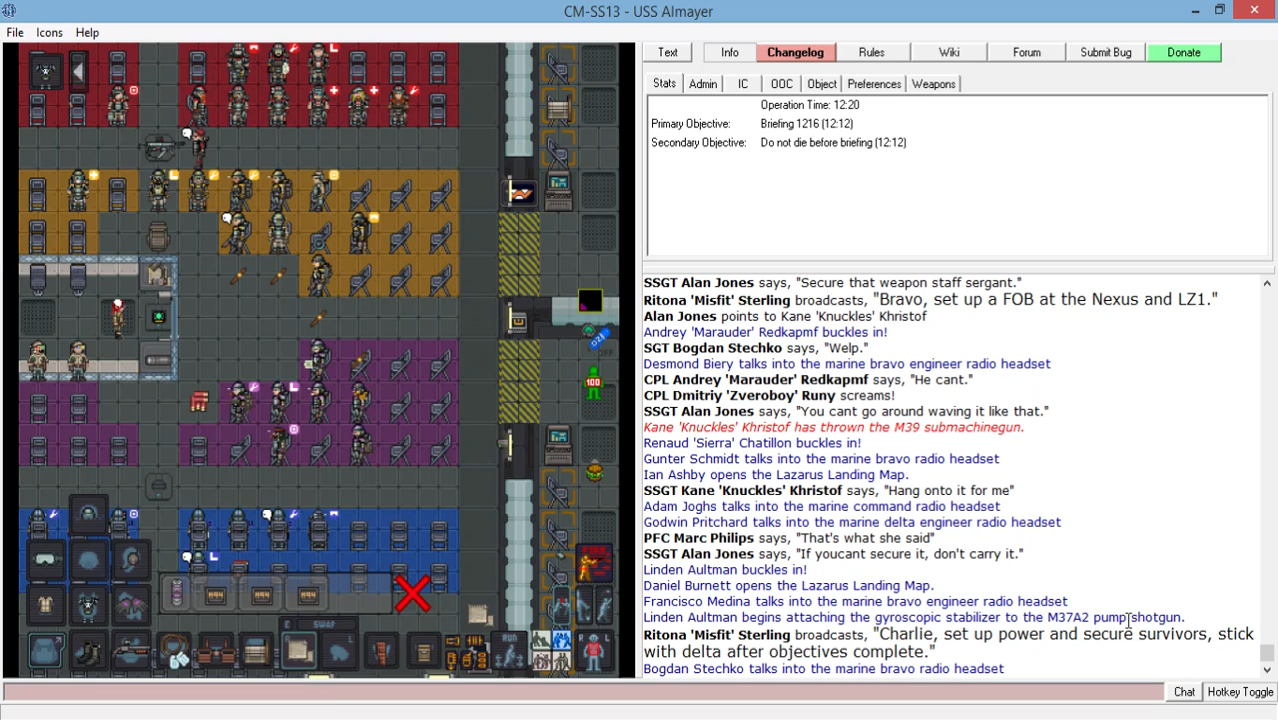 CM-SS13 - USS Almayer
File Icons Help
Text Info Changelog Rules Wiki Forum Submit Bug Donate
Stats Admin IC OOC Object Preferences Weapons
Operation Time: 12:20
Primary Objective: Briefing 1216 (12:12)
Secondary Objective: Do not die before briefing (12:12)
SSGT Alan Jones says, "Secure that weapon staff sergant."
Ritona 'Misfit' Sterling broadcasts, "Bravo, set up a FOB at the Nexus and LZ1."
Alan Jones points to Kane 'Knuckles' Khristof
Andrey 'Marauder' Redkapmf buckles in!
SGT Bogdan Stechko says, "Welp."
Desmond Biery talks into the marine bravo engineer radio headset
CPL Andrey 'Marauder' Redkapmf says, "He cant."
CPL Dmitriy 'Zveroboy' Runy screams!
SSGT Alan Jones says, "You cant go around waving it like that."
Kane 'Knuckles' Khristof has thrown the M39 submachinegun.
Renaud 'Sierra' Chatillon buckles in!
Gunter Schmidt talks into the marine bravo radio headset
Ian Ashby opens the Lazarus Landing Map.
SSGT Kane 'Knuckles' Khristof says, "Hang onto it for me"
Adam Joghs talks into the marine command radio headset
Godwin Pritchard talks into the marine delta engineer radio headset
PFC Marc Philips says, "That's what she said"
SSGT Alan Jones says, "If youcant secure it, don't carry it."
Linden Aultman buckles in!
Daniel Burnett opens the Lazarus Landing Map.
Francisco Medina talks into the marine bravo engineer radio headset
Linden Aultman begins attaching the gyroscopic stabilizer to the M37A2 pump shotgun.
Ritona 'Misfit' Sterling broadcasts, "Charlie, set up power and secure survivors, stick
with delta after objectives complete."
Bogdan Stechko talks into the marine bravo radio headset
100
FIRE
M94 M94 M94
E SWAP L
RUN
R L
Chat Hotkey Toggle